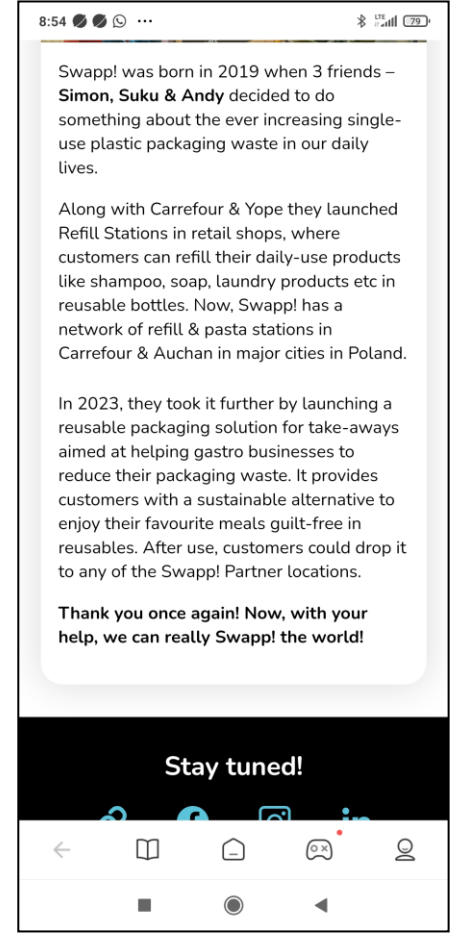 8:54
LTE
79
Swapp! was born in 2019 when 3 friends –
Simon, Suku & Andy decided to do
something about the ever increasing single-
use plastic packaging waste in our daily
lives.
Along with Carrefour & Yope they launched
Refill Stations in retail shops, where
customers can refill their daily-use products
like shampoo, soap, laundry products etc in
reusable bottles. Now, Swapp! has a
network of refill & pasta stations in
Carrefour & Auchan in major cities in Poland.
In 2023, they took it further by launching a
reusable packaging solution for take-aways
aimed at helping gastro businesses to
reduce their packaging waste. It provides
customers with a sustainable alternative to
enjoy their favourite meals guilt-free in
reusables. After use, customers could drop it
to any of the Swapp! Partner locations.
Thank you once again! Now, with your
help, we can really Swapp! the world!
Stay tuned!